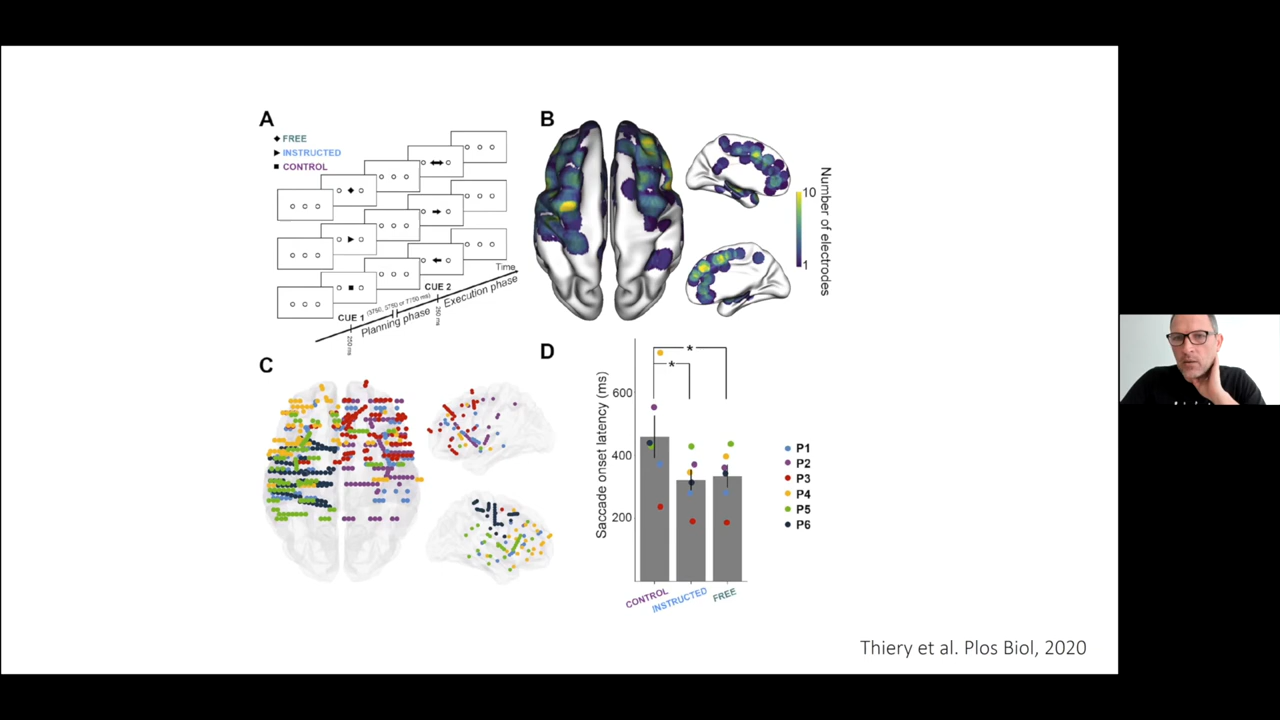 A
FREE
INSTRUCTED
CONTROL
CUE 1
(3750, 5750 or 7750 ms)
Planning phase
CUE 2
Execution phase
Time
250 ms
250 ms
B
10
1
Number of electrodes
C
D
Saccade onset latency (ms)
600
400
200
*
*
CONTROL
INSTRUCTED
FREE
P1
P2
P3
P4
P5
P6
Thiery et al. Plos Biol, 2020